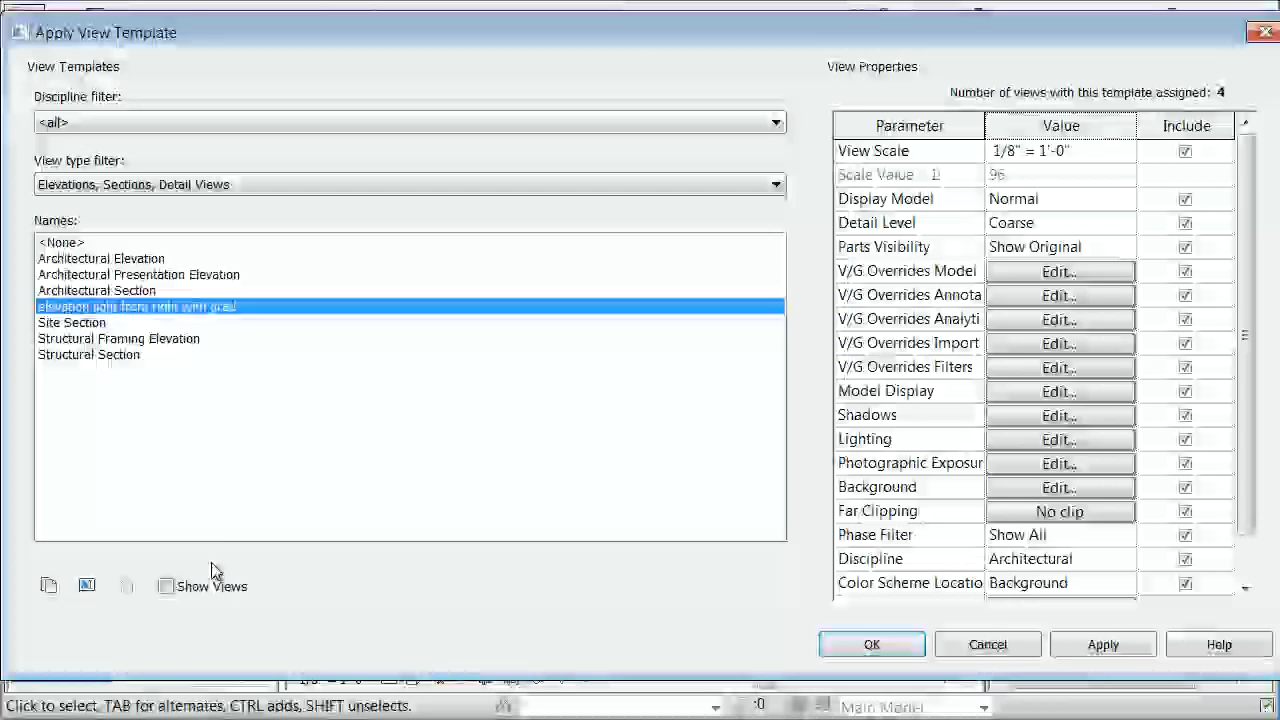 Apply View Template
View Templates
Discipline filter:
<all>
View type filter:
Elevations, Sections, Detail Views
Names:
<None>
Architectural Elevation
Architectural Presentation Elevation
Architectural Section
elevation right with
Site Section
Structural Framing Elevation
Structural Section
Show Views
View Properties
Number of views with this template assigned: 4
Parameter Value Include
View Scale 1/8" = 1'-0"
Scale Value 1: 96
Display Model Normal
Detail Level Coarse
Parts Visibility Show Original
V/G Overrides Model Edit...
V/G Overrides Annota Edit...
V/G Overrides Analyti Edit...
V/G Overrides Import Edit...
V/G Overrides Filters Edit...
Model Display Edit...
Shadows Edit...
Lighting Edit...
Photographic Exposur Edit...
Background Edit...
Far Clipping No clip
Phase Filter Show All
Discipline Architectural
Color Scheme Locatio Background
OK Cancel Apply Help
Click to select, TAB for alternates, CTRL adds, SHIFT unselects. :0 Main Model